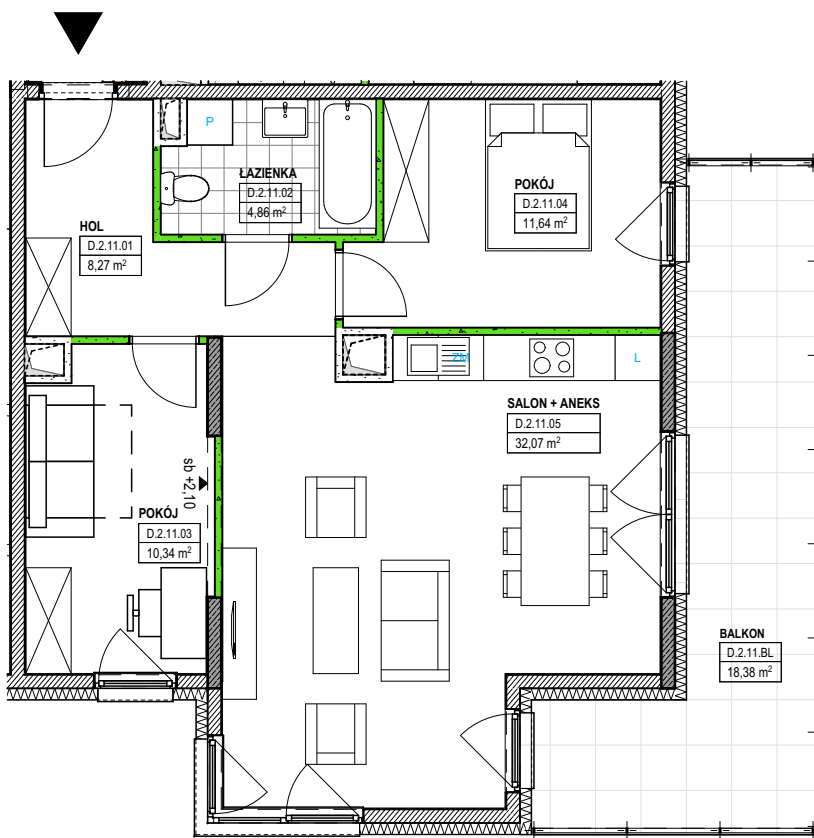 P
ŁAZIENKA
D.2.11.02
4,86 m²
POKÓJ
D.2.11.04
11,64 m²
HOL
D.2.11.01
8,27 m²
ZM
L
SALON + ANEKS
D.2.11.05
32,07 m²
sb +2,10
POKÓJ
D.2.11.03
10,34 m²
BALKON
D.2.11.BL
18,38 m²